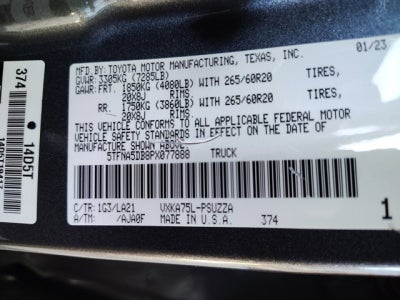 MFD.BY: TOYOTA MOTOR MANUFACTURING, TEXAS, INC. 01/23
GVWR: 3305KG (7285LB)
GAWR: FRT. 1850KG (4080LB) WITH 265/60R20 TIRES,
20X8J RIMS
RR. 1750KG (3860LB) WITH 265/60R20 TIRES,
20X8J RIMS
THIS VEHICLE CONFORMS TO ALL APPLICABLE FEDERAL MOTOR
VEHICLE SAFETY STANDARDS IN EFFECT ON THE DATE OF
MANUFACTURE SHOWN ABOVE.
5TFNA5DB8PX077888 TRUCK
C/TR: 1G3/LA21 VXKA75L-PSUZZA
A/TM: /AJA0F MADE IN U.S.A. 374
1
374
14D5T